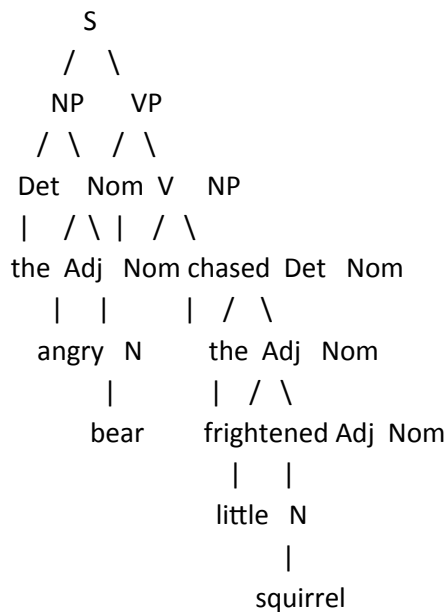 S
/ \
NP VP
/ \ / \
Det Nom V NP
| / \ | / \
the Adj Nom chased Det Nom
| | | / \
angry N the Adj Nom
| | / \
bear frightened Adj Nom
| |
little N
|
squirrel